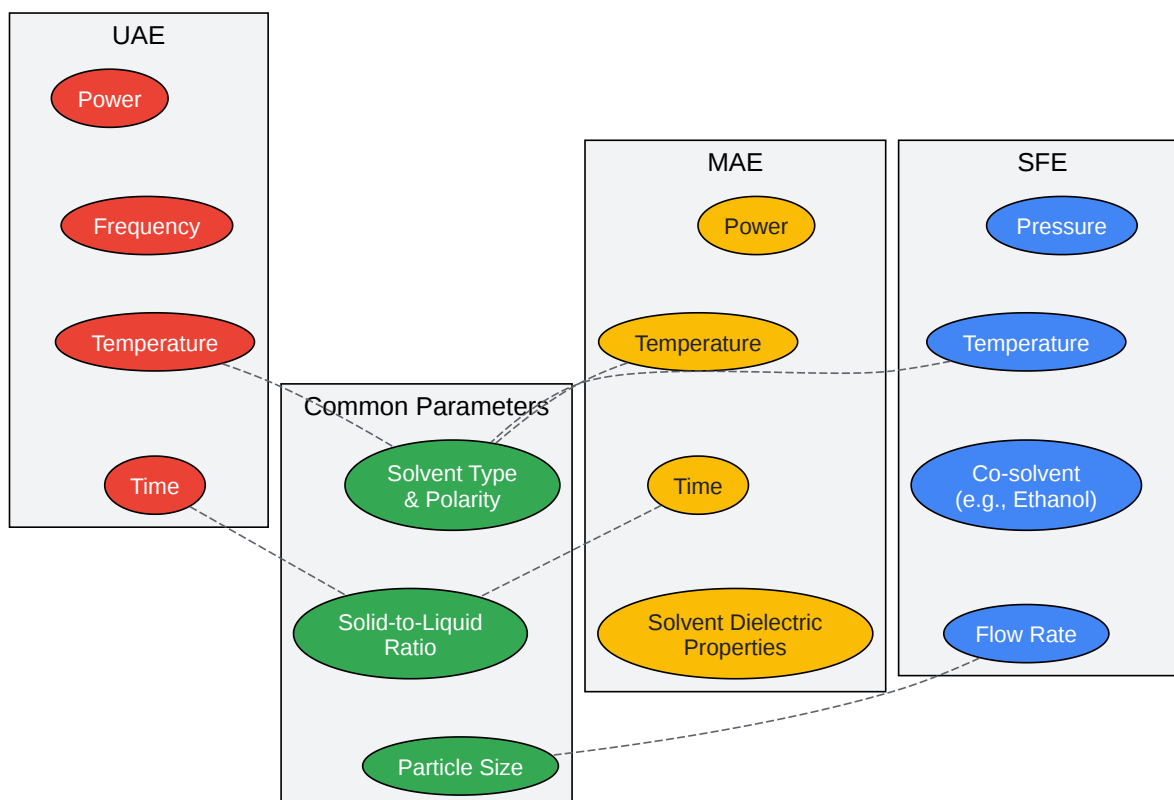 UAE
Power
Frequency
Temperature
Time
Common Parameters
Solvent Type
& Polarity
Solid-to-Liquid
Ratio
Particle Size
MAE
Power
Temperature
Time
Solvent Dielectric
Properties
SFE
Pressure
Temperature
Co-solvent
(e.g., Ethanol)
Flow Rate